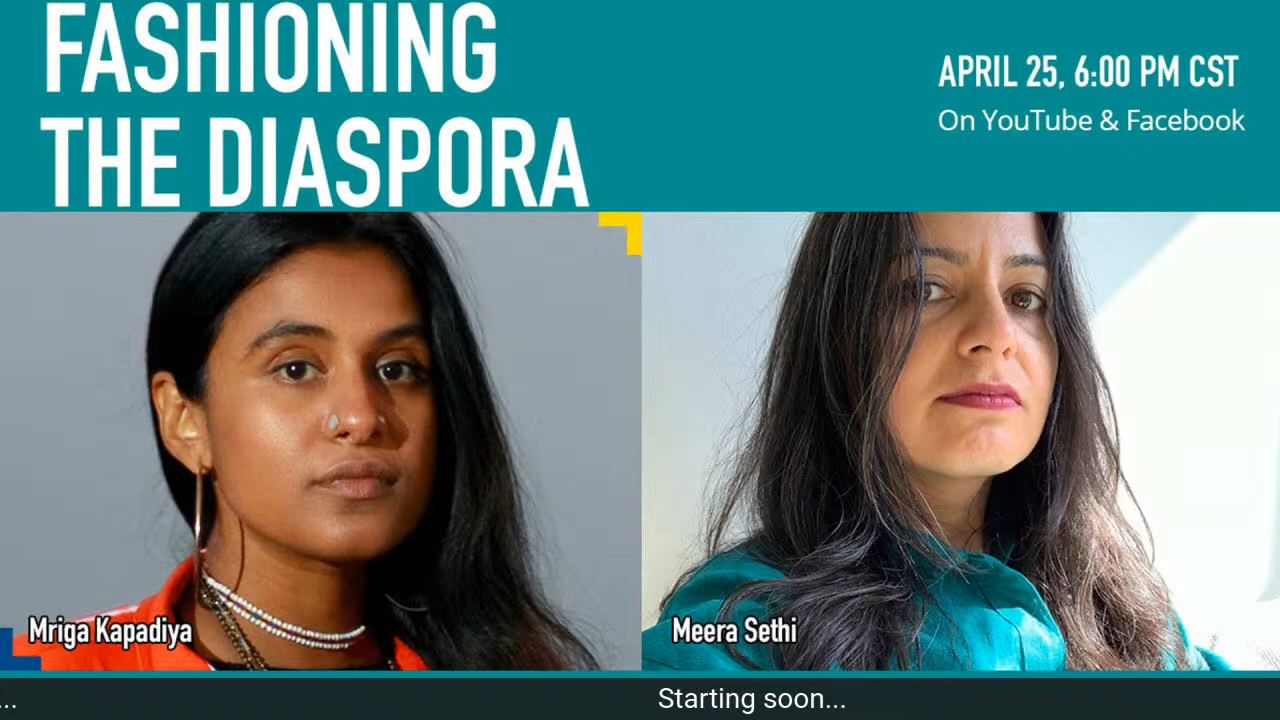 FASHIONING
THE DIASPORA
APRIL 25, 6:00 PM CST
On YouTube & Facebook
Mriga Kapadiya
Meera Sethi
...
Starting soon...